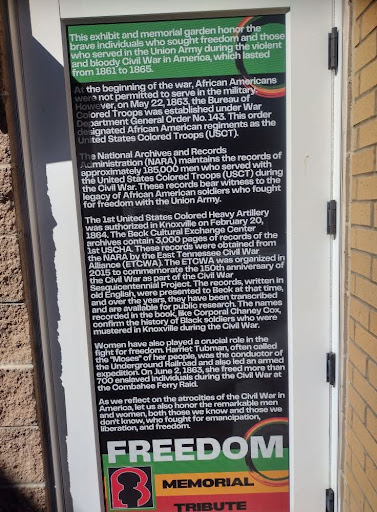 This exhibit and memorial garden honor the
brave individuals who sought freedom and those
who served in the Union Army during the violent
and bloody Civil War in America, which lasted
from 1861 to 1865.
At the beginning of the war, African Americans
were not permitted to serve in the military.
However, on May 22, 1863, the Bureau of
Colored Troops was established under War
Department General Order No. 143. This order
designated African American regiments as the
United States Colored Troops (USCT).
The National Archives and Records
Administration (NARA) maintains the records of
approximately 185,000 men who served with
the United States Colored Troops (USCT) during
the Civil War. These records bear witness to the
legacy of African American soldiers who fought
for freedom with the Union Army.
The 1st United States Colored Heavy Artillery
was authorized in Knoxville on February 20,
1864. The Beck Cultural Exchange Center
archives contain 3,000 pages of records of the
1st USCHA. These records were obtained from
the NARA by the East Tennessee Civil War
Alliance (ETCWA). The ETCWA was organized in
2015 to commemorate the 150th anniversary of
the Civil War as part of the Civil War
Sesquicentennial Project. The records, written in
old English, were presented to Beck at that time,
and over the years, they have been transcribed
and are available for public research. The names
recorded in the book, like Corporal Chaney Cox,
confirm the history of Black soldiers who were
mustered in Knoxville during the Civil War.
Women have also played a crucial role in the
fight for freedom. Harriet Tubman, often called
the "Moses" of her people, was the conductor of
the Underground Railroad and also led an armed
expedition. On June 2, 1863, she freed more than
700 enslaved individuals during the Civil War at
the Combahee Ferry Raid.
As we reflect on the atrocities of the Civil War in
America, let us also honor the remarkable men
and women, both those we know and those we
don't know, who fought for emancipation,
liberation, and freedom.
FREEDOM
MEMORIAL
TRIBUTE